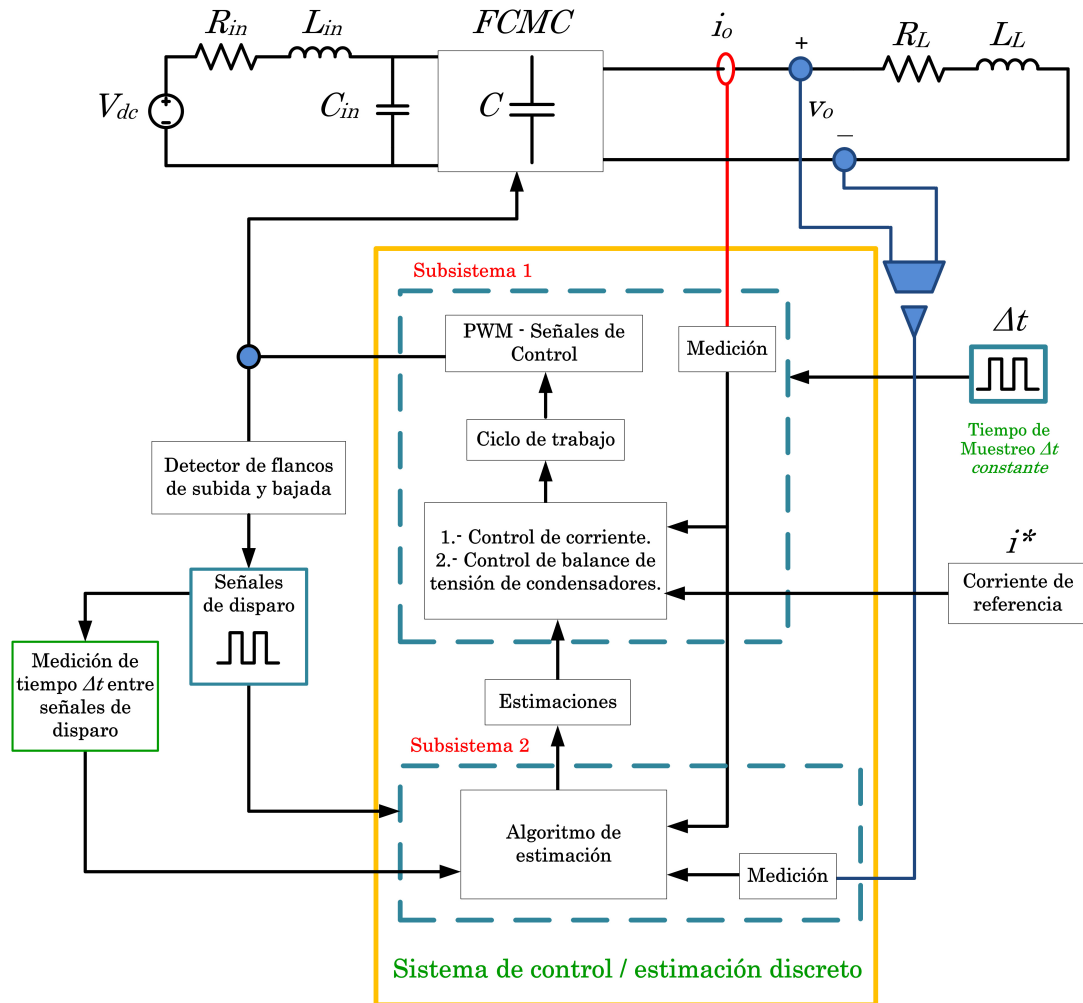 FCMC
R_in
L_in
i_o
R_L
L_L
V_dc
C_in
C
+
v_o
−
+
−
Subsistema 1
PWM - Señales de
Control
Medición
Δt
Ciclo de trabajo
Tiempo de
Muestreo Δt
constante
Detector de flancos
de subida y bajada
1.- Control de corriente.
2.- Control de balance de
tensión de condensadores.
i*
Corriente de
referencia
Señales
de disparo
Medición de
tiempo Δt entre
señales de
disparo
Estimaciones
Subsistema 2
Algoritmo de
estimación
Medición
Sistema de control / estimación discreto